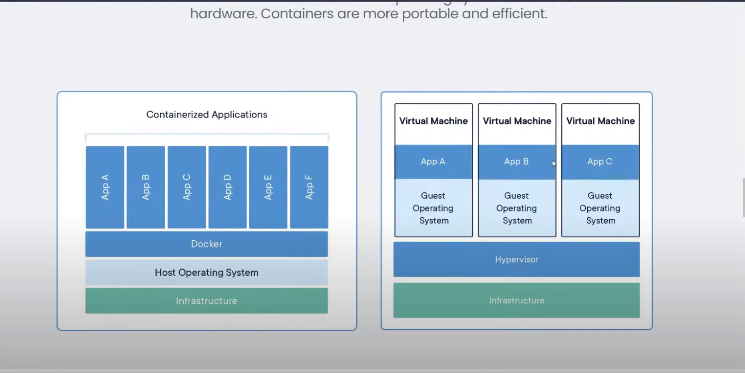 hardware. Containers are more portable and efficient.
Containerized Applications
App A
App B
App C
App D
App E
App F
Docker
Host Operating System
Infrastructure
Virtual Machine
App A
Guest
Operating
System
Virtual Machine
App B
Guest
Operating
System
Virtual Machine
App C
Guest
Operating
System
Hypervisor
Infrastructure